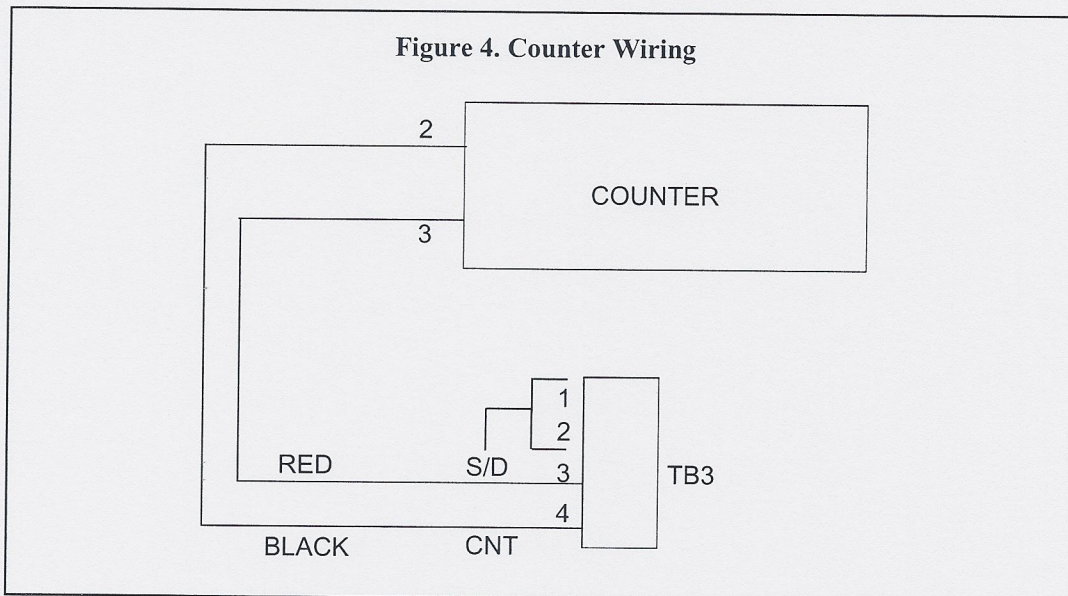 Figure 4. Counter Wiring
2
COUNTER
3
1
2
RED
S/D
3
TB3
4
BLACK
CNT